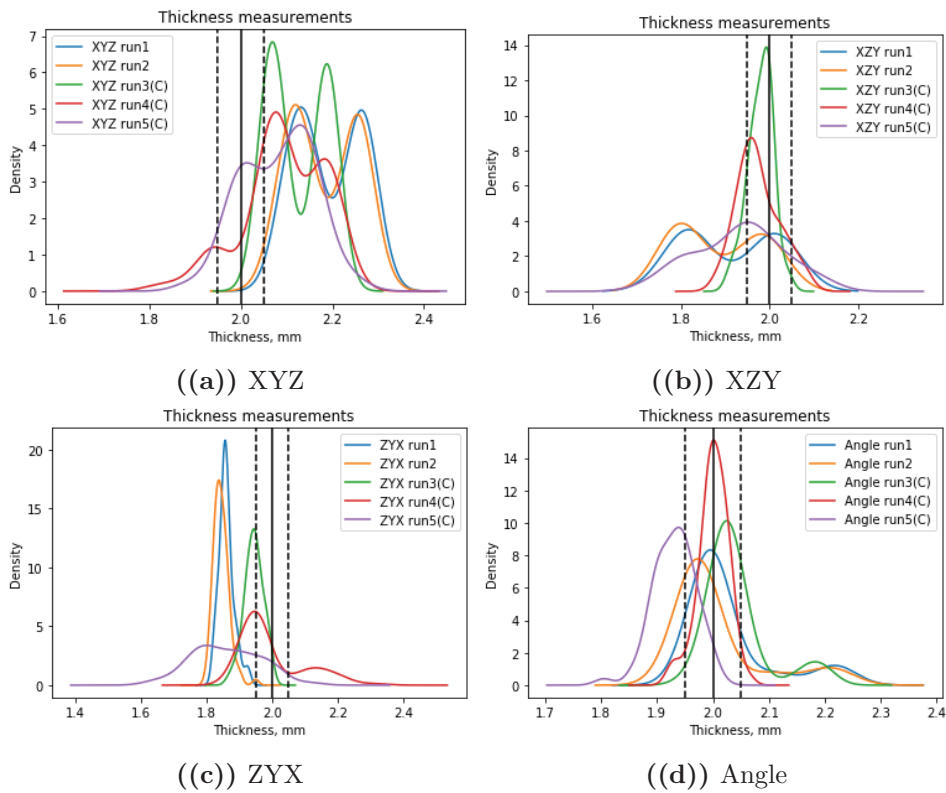 Thickness measurements
7
6
5
4
3
2
1
0
Density
XYZ run1
XYZ run2
XYZ run3(C)
XYZ run4(C)
XYZ run5(C)
1.6 1.8 2.0 2.2 2.4
Thickness, mm
((a)) XYZ
Thickness measurements
14
12
10
8
6
4
2
0
Density
XZY run1
XZY run2
XZY run3(C)
XZY run4(C)
XZY run5(C)
1.6 1.8 2.0 2.2
Thickness, mm
((b)) XZY
Thickness measurements
20
15
10
5
0
Density
ZYX run1
ZYX run2
ZYX run3(C)
ZYX run4(C)
ZYX run5(C)
1.4 1.6 1.8 2.0 2.2 2.4
Thickness, mm
((c)) ZYX
Thickness measurements
14
12
10
8
6
4
2
0
Density
Angle run1
Angle run2
Angle run3(C)
Angle run4(C)
Angle run5(C)
1.7 1.8 1.9 2.0 2.1 2.2 2.3 2.4
Thickness, mm
((d)) Angle